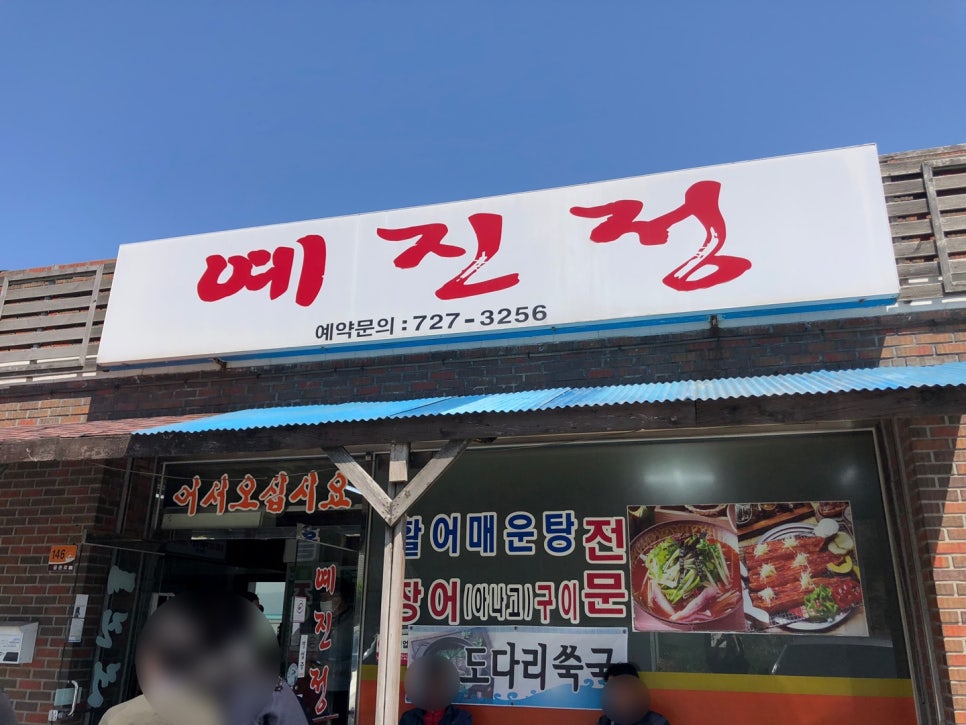 예진정
예약문의 : 727-3256
어서오십시요
활어매운탕 전문
장어(아나고)구이
도다리쑥국
예진정
146